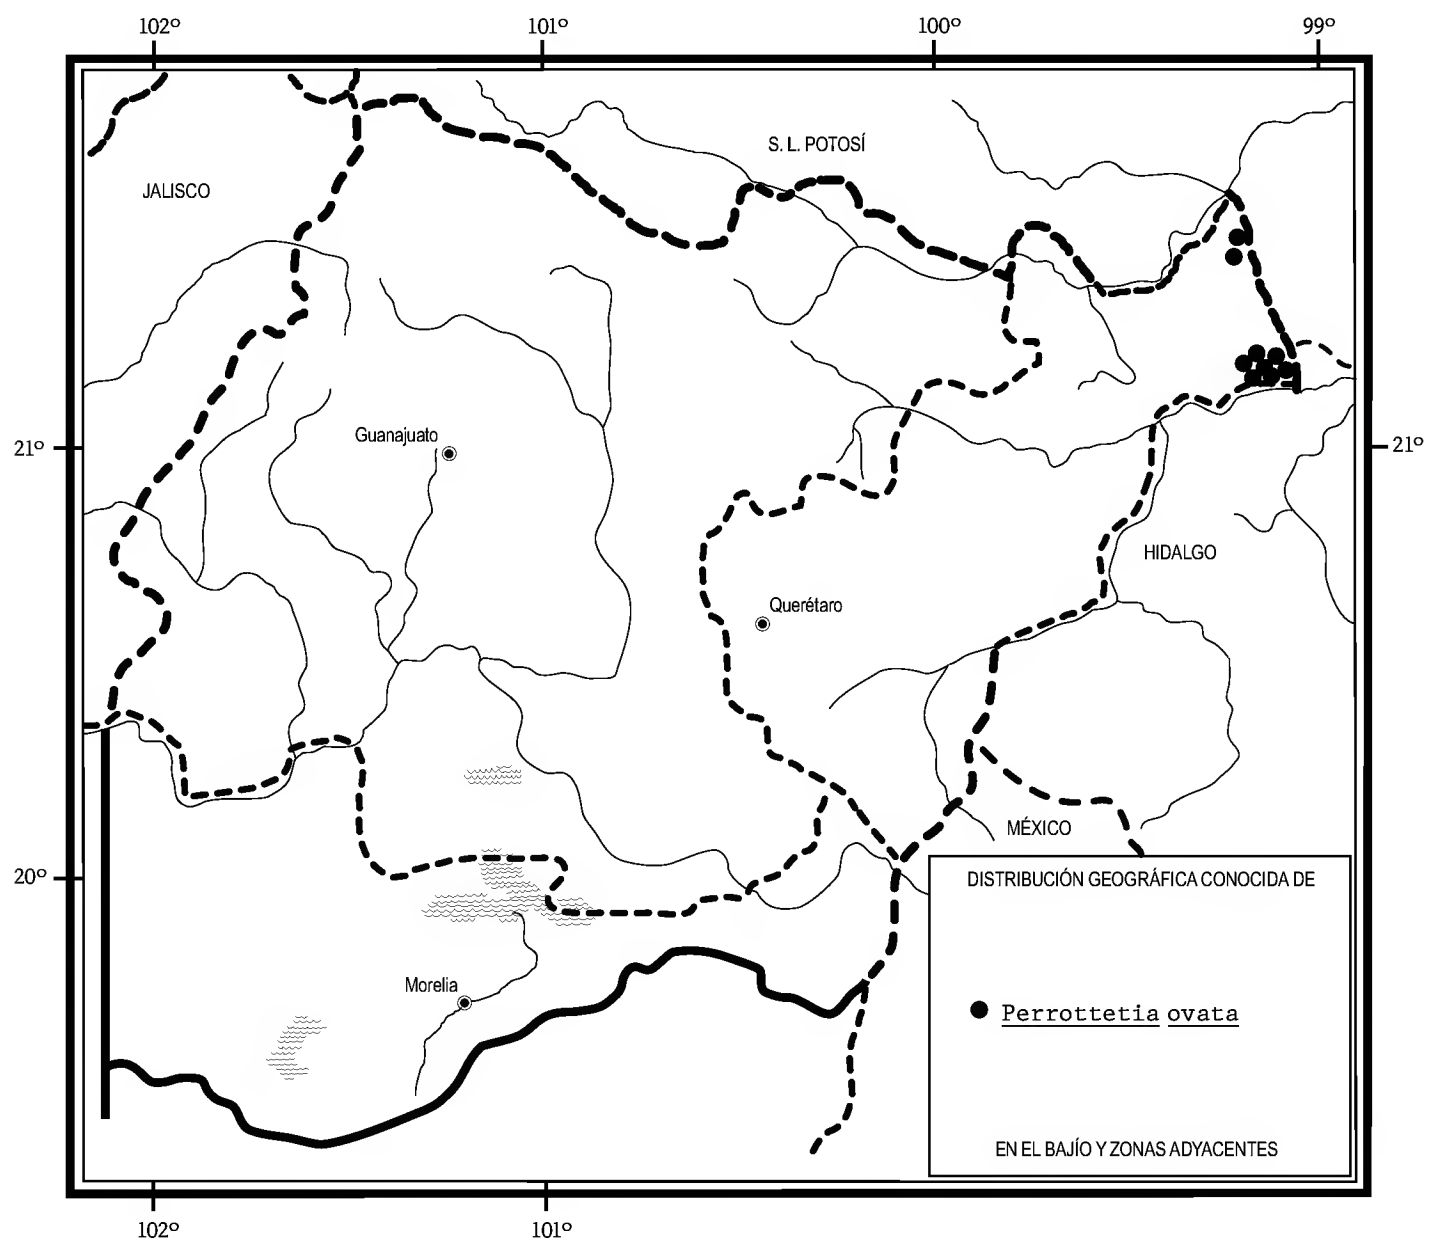 102º 101º 100º 99º
S. L. POTOSÍ
JALISCO
Guanajuato
21º 21º
HIDALGO
Querétaro
MÉXICO
20º
DISTRIBUCIÓN GEOGRÁFICA CONOCIDA DE
Morelia
Perrottetia ovata
EN EL BAJÍO Y ZONAS ADYACENTES
102º 101º